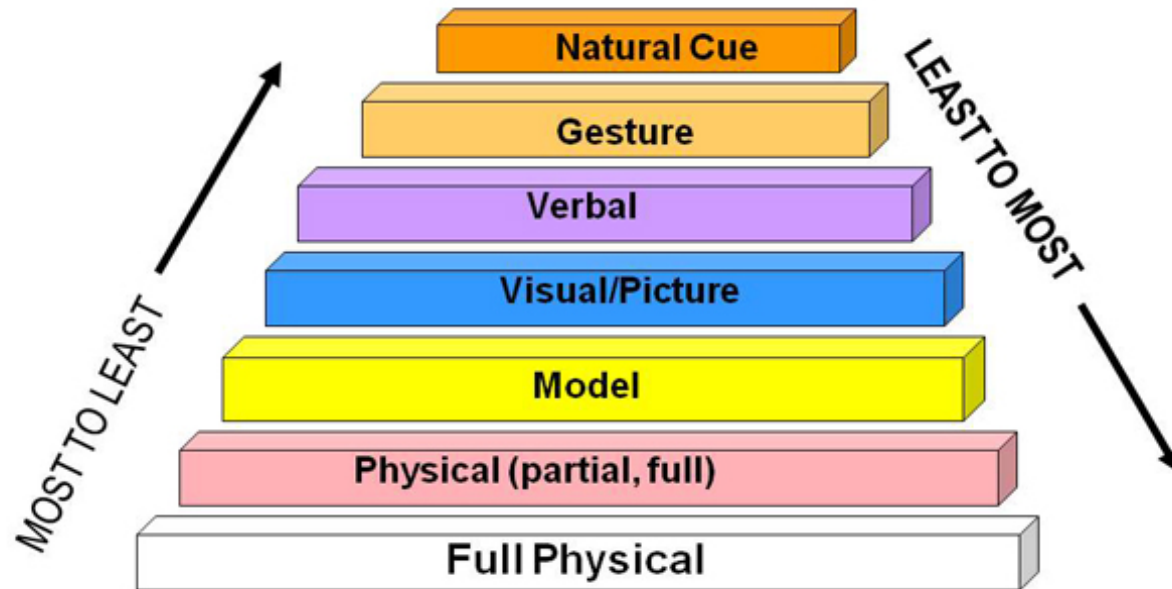 Natural Cue
Gesture
Verbal
Visual/Picture
Model
Physical (partial, full)
Full Physical
MOST TO LEAST
LEAST TO MOST